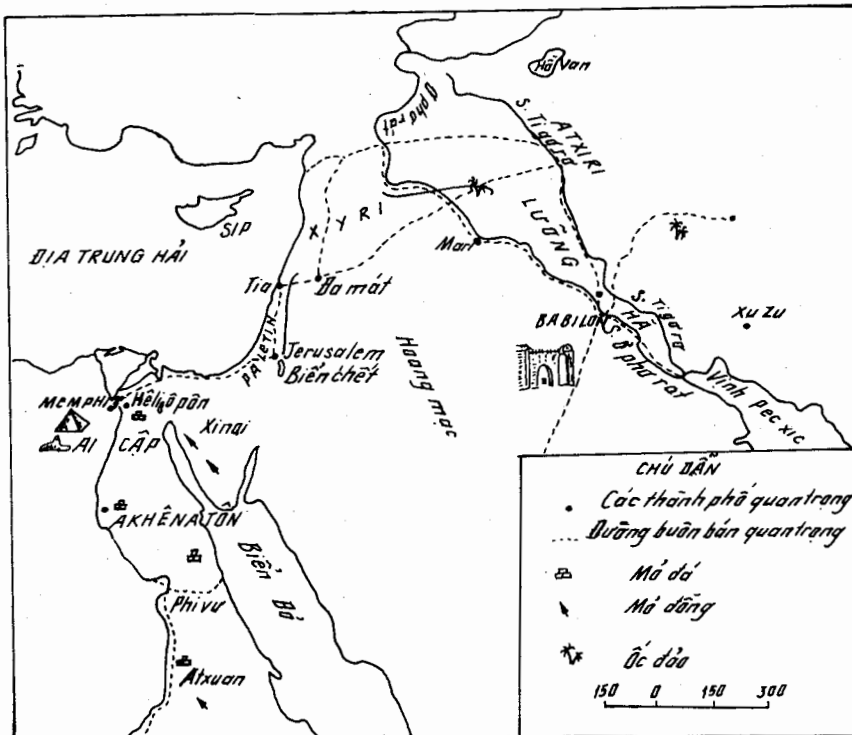 Hồ Van
Ơphơrát
S. Tigơrơ
ATXIRI
XYRI
LƯỠNG
HÀ
SIP
ĐỊA TRUNG HẢI
Mari
Tia
Đa mát
BABILON
S. Tigơrơ
S. Ơphơrat
Xu Zu
PALETIN
Jerusalem
Biển chết
Hoang mạc
Vịnh pec xic
MEMPHIS
Hêliôpôn
AI CẬP
Xinai
AKHÊNATÔN
Biển Đỏ
Phivơ
Atxuan
CHÚ DẪN
Các thành phố quan trọng
Đường buôn bán quan trọng
Mỏ đá
Mỏ đồng
Ốc đảo
150 0 150 300